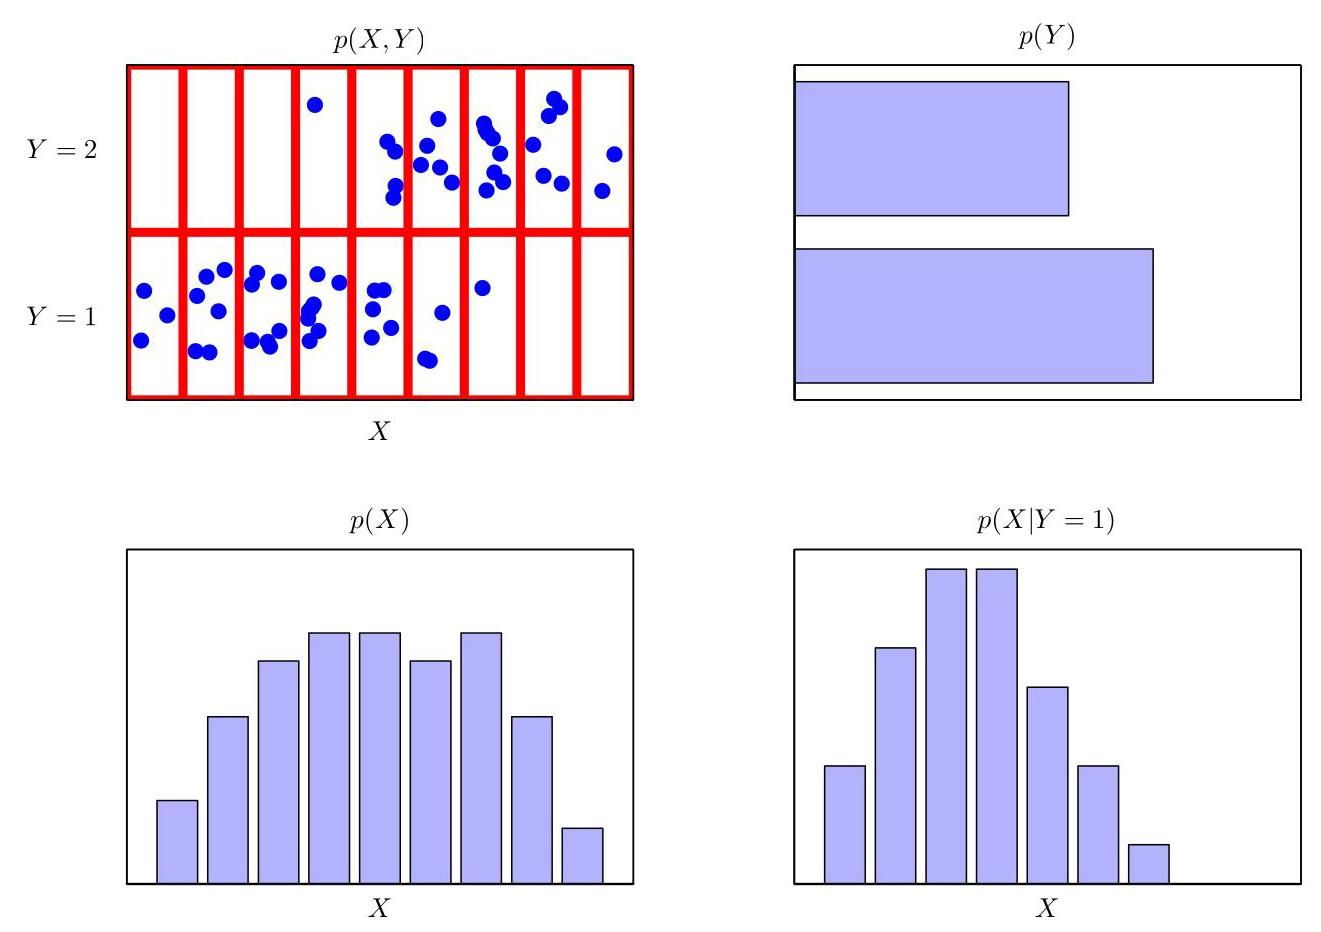 p(X, Y)
Y = 2
Y = 1
X
p(Y)
p(X)
X
p(X|Y = 1)
X